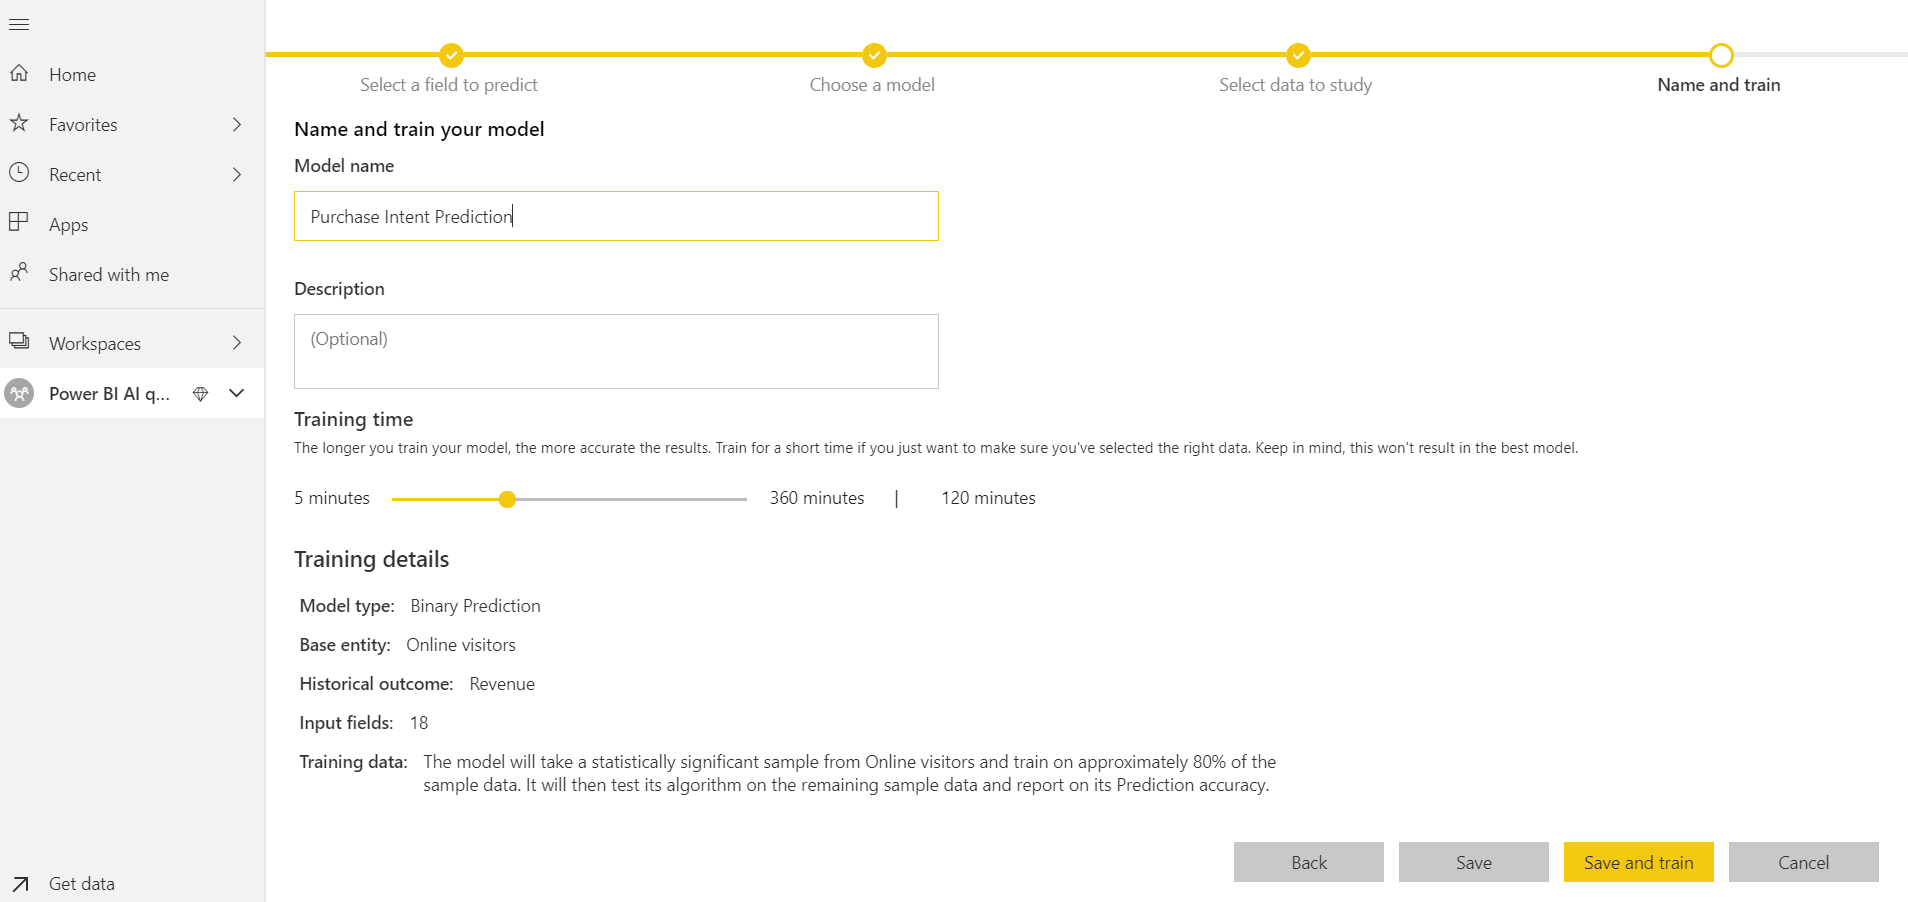 Home
Favorites
Recent
Apps
Shared with me
Workspaces
Power BI AI q...
Get data
Select a field to predict
Choose a model
Select data to study
Name and train
Name and train your model
Model name
Purchase Intent Prediction
Description
(Optional)
Training time
The longer you train your model, the more accurate the results. Train for a short time if you just want to make sure you've selected the right data. Keep in mind, this won't result in the best model.
5 minutes 360 minutes | 120 minutes
Training details
Model type: Binary Prediction
Base entity: Online visitors
Historical outcome: Revenue
Input fields: 18
Training data: The model will take a statistically significant sample from Online visitors and train on approximately 80% of the
sample data. It will then test its algorithm on the remaining sample data and report on its Prediction accuracy.
Back
Save
Save and train
Cancel